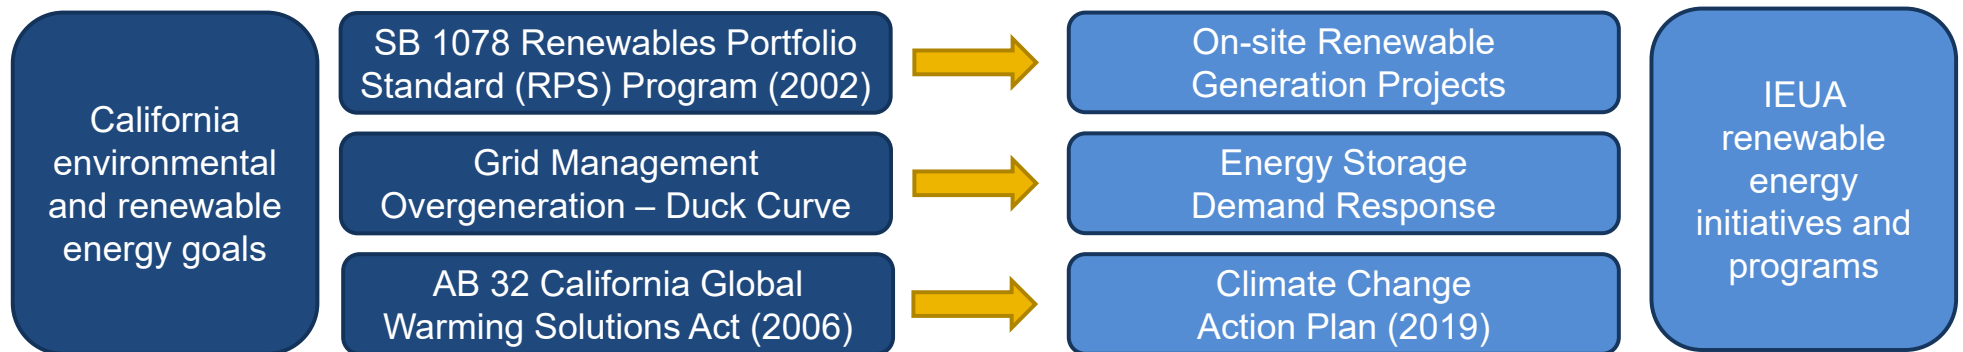 California
environmental
and renewable
energy goals
SB 1078 Renewables Portfolio
Standard (RPS) Program (2002)
On-site Renewable
Generation Projects
Grid Management
Overgeneration – Duck Curve
Energy Storage
Demand Response
AB 32 California Global
Warming Solutions Act (2006)
Climate Change
Action Plan (2019)
IEUA
renewable
energy
initiatives and
programs